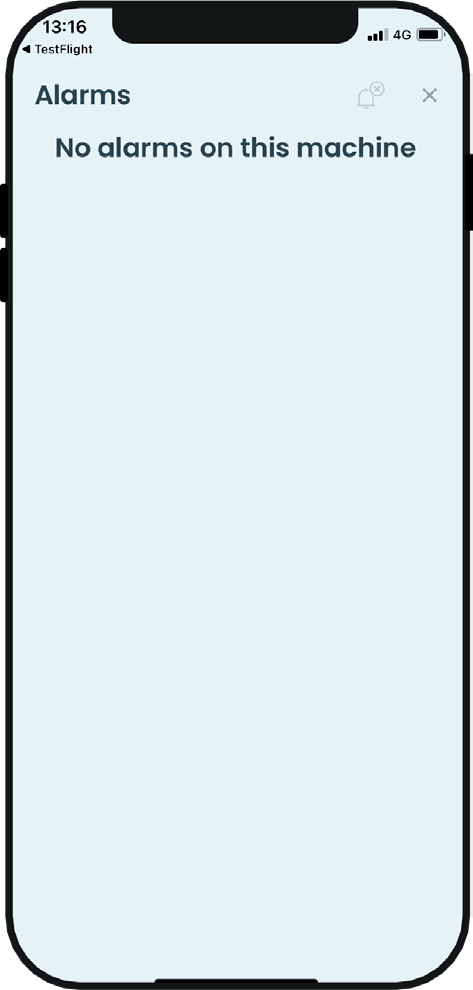 13:16
4G
◀ TestFlight
Alarms
No alarms on this machine